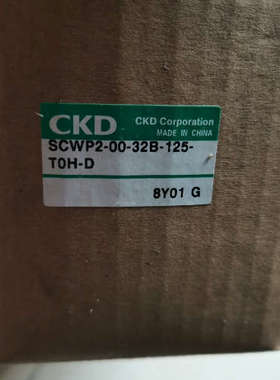 CKD CKD Corporation
MADE IN CHINA
SCWP2-00-32B-125-
T0H-D
8Y01 G